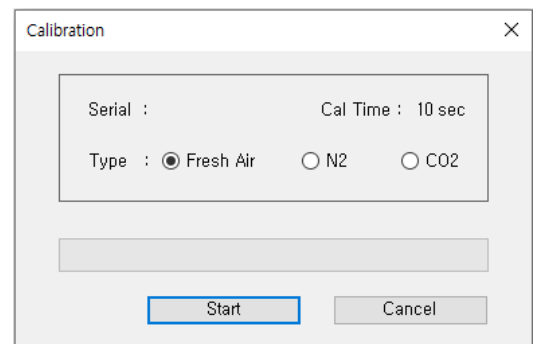 Calibration
Serial : Cal Time : 10 sec
Type : Fresh Air N2 CO2
Start Cancel